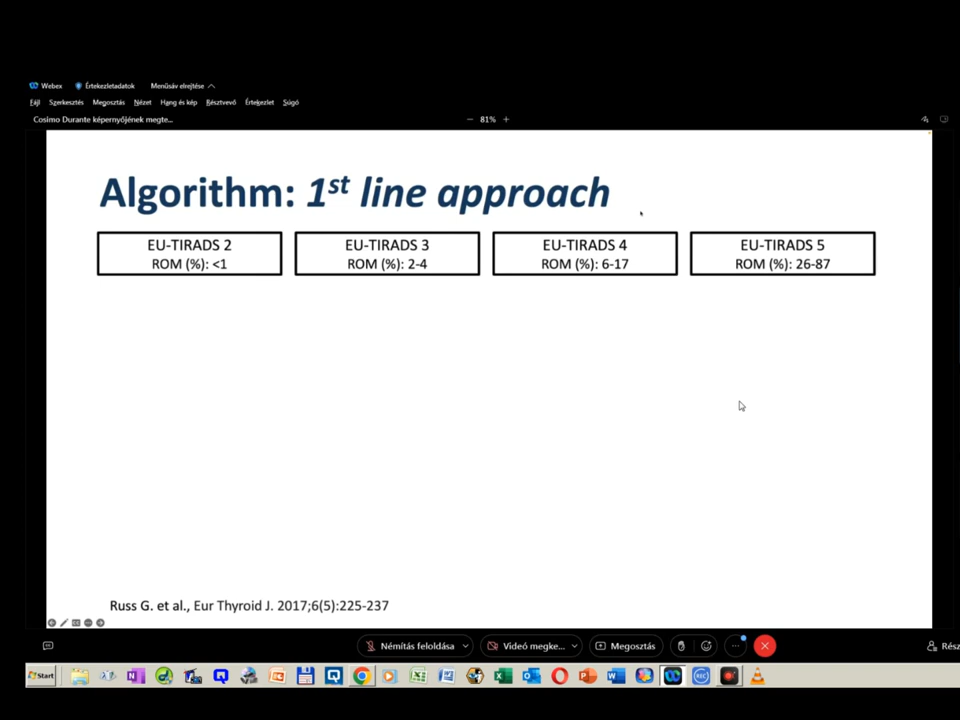 Webex Értekezletadatok Menüsáv elrejtése
Fájl Szerkesztés Megosztás Nézet Hang és kép Résztvevő Értekezlet Súgó
Cosimo Durante képernyőjének megte... − 81% +
Algorithm: 1st line approach
EU-TIRADS 2
ROM (%): <1
EU-TIRADS 3
ROM (%): 2-4
EU-TIRADS 4
ROM (%): 6-17
EU-TIRADS 5
ROM (%): 26-87
Russ G. et al., Eur Thyroid J. 2017;6(5):225-237
Némítás feloldása Videó megke... Megosztás ... Rész
Start